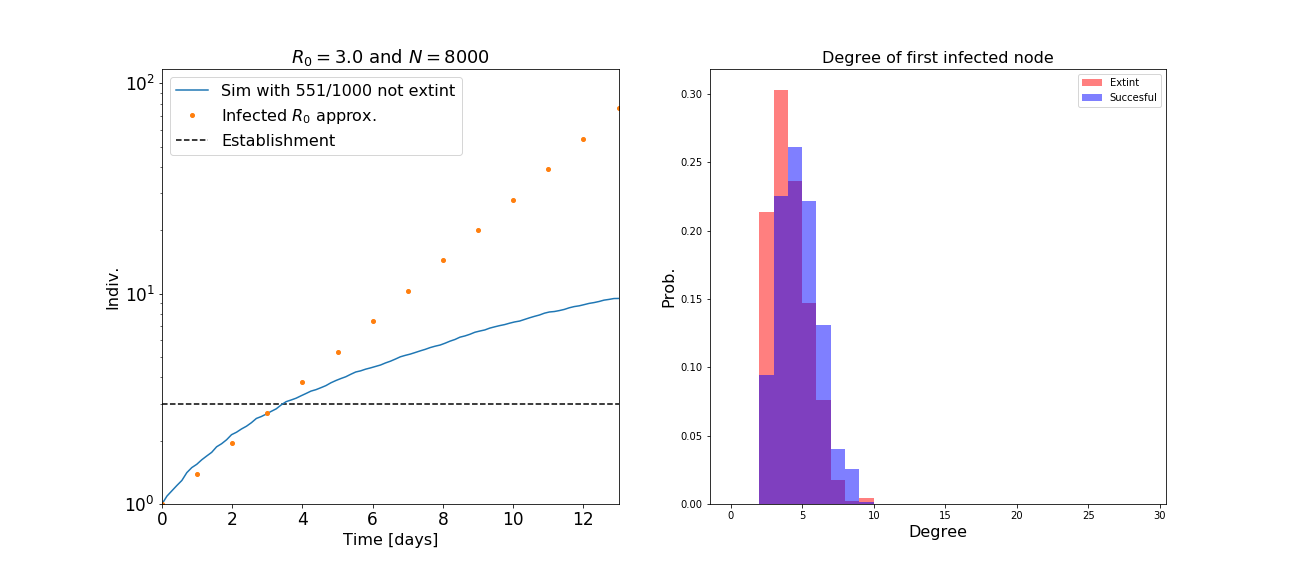 R₀ = 3.0 and N = 8000
Sim with 551/1000 not extint
Infected R₀ approx.
Establishment
10²
10¹
10⁰
Indiv.
0 2 4 6 8 10 12
Time [days]
Degree of first infected node
Extint
Succesful
0.30
0.25
0.20
0.15
0.10
0.05
0.00
Prob.
0 5 10 15 20 25 30
Degree